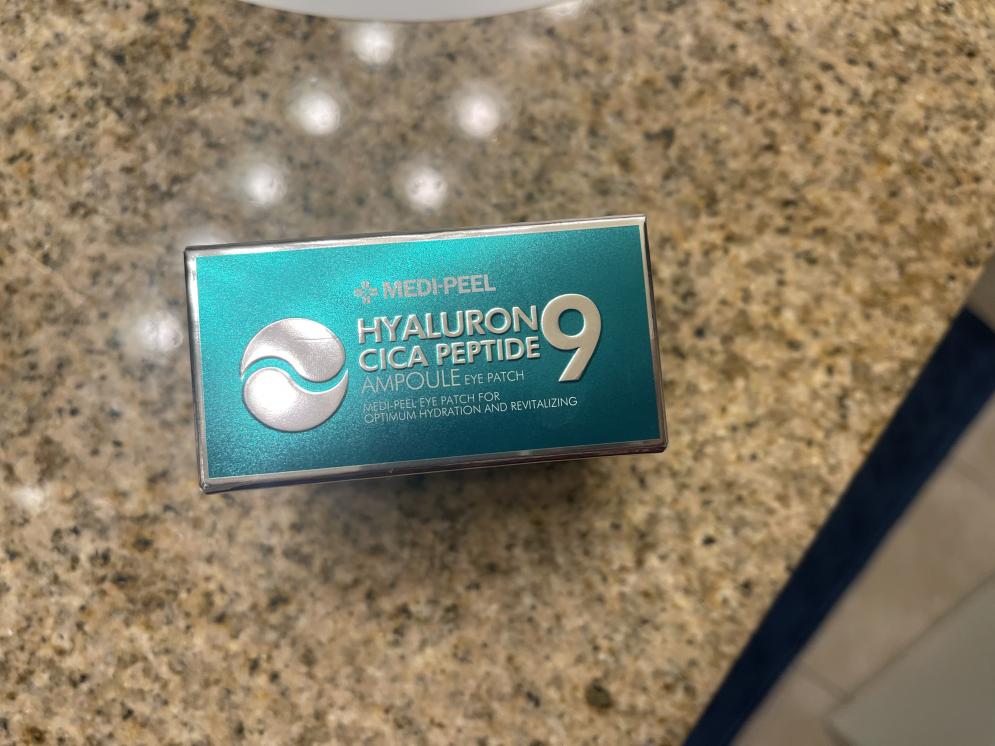 MEDI-PEEL
HYALURON
CICA PEPTIDE 9
AMPOULE EYE PATCH
MEDI-PEEL EYE PATCH FOR
OPTIMUM HYDRATION AND REVITALIZING